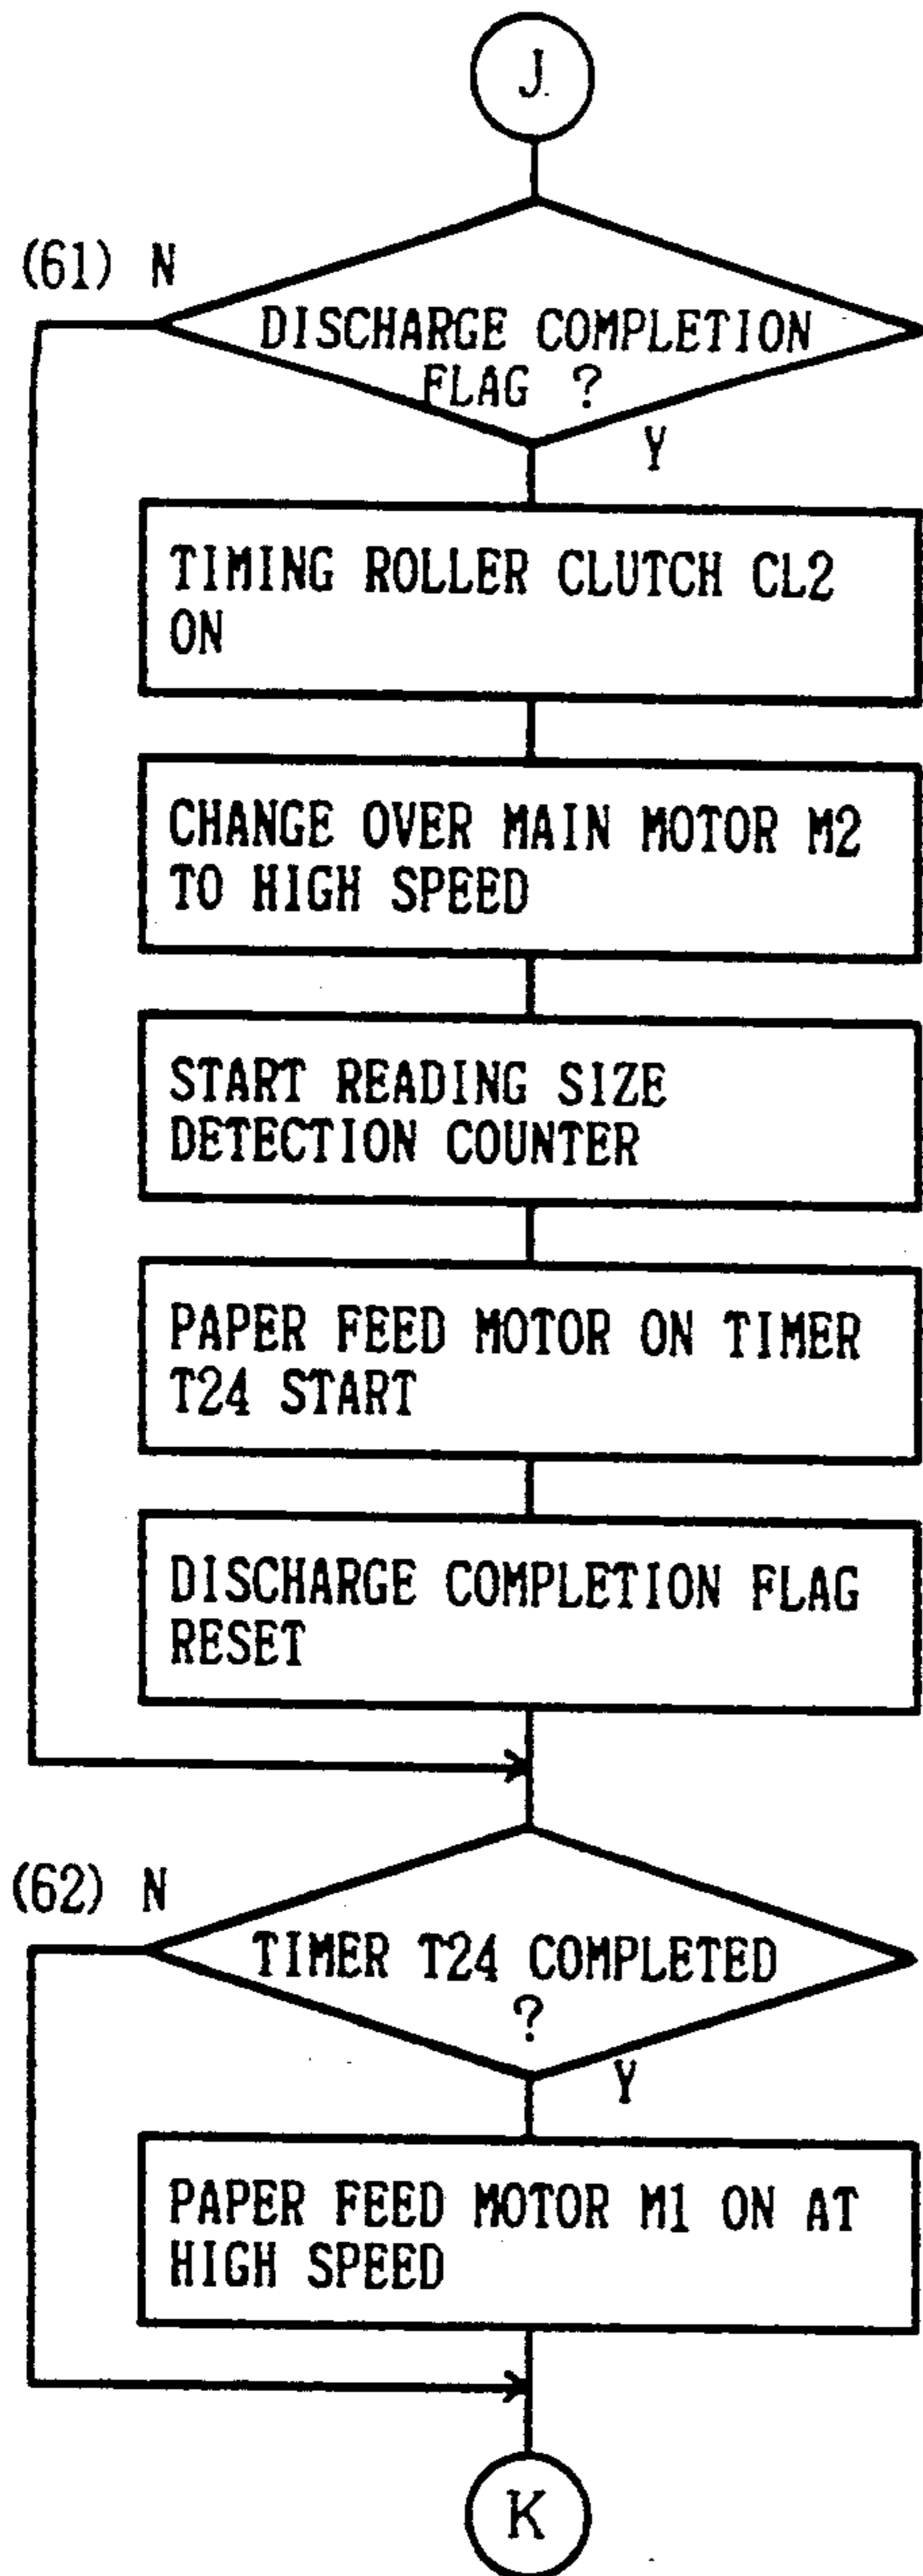 J
(61) N
DISCHARGE COMPLETION
FLAG ?
Y
TIMING ROLLER CLUTCH CL2
ON
CHANGE OVER MAIN MOTOR M2
TO HIGH SPEED
START READING SIZE
DETECTION COUNTER
PAPER FEED MOTOR ON TIMER
T24 START
DISCHARGE COMPLETION FLAG
RESET
(62) N
TIMER T24 COMPLETED
?
Y
PAPER FEED MOTOR M1 ON AT
HIGH SPEED
K